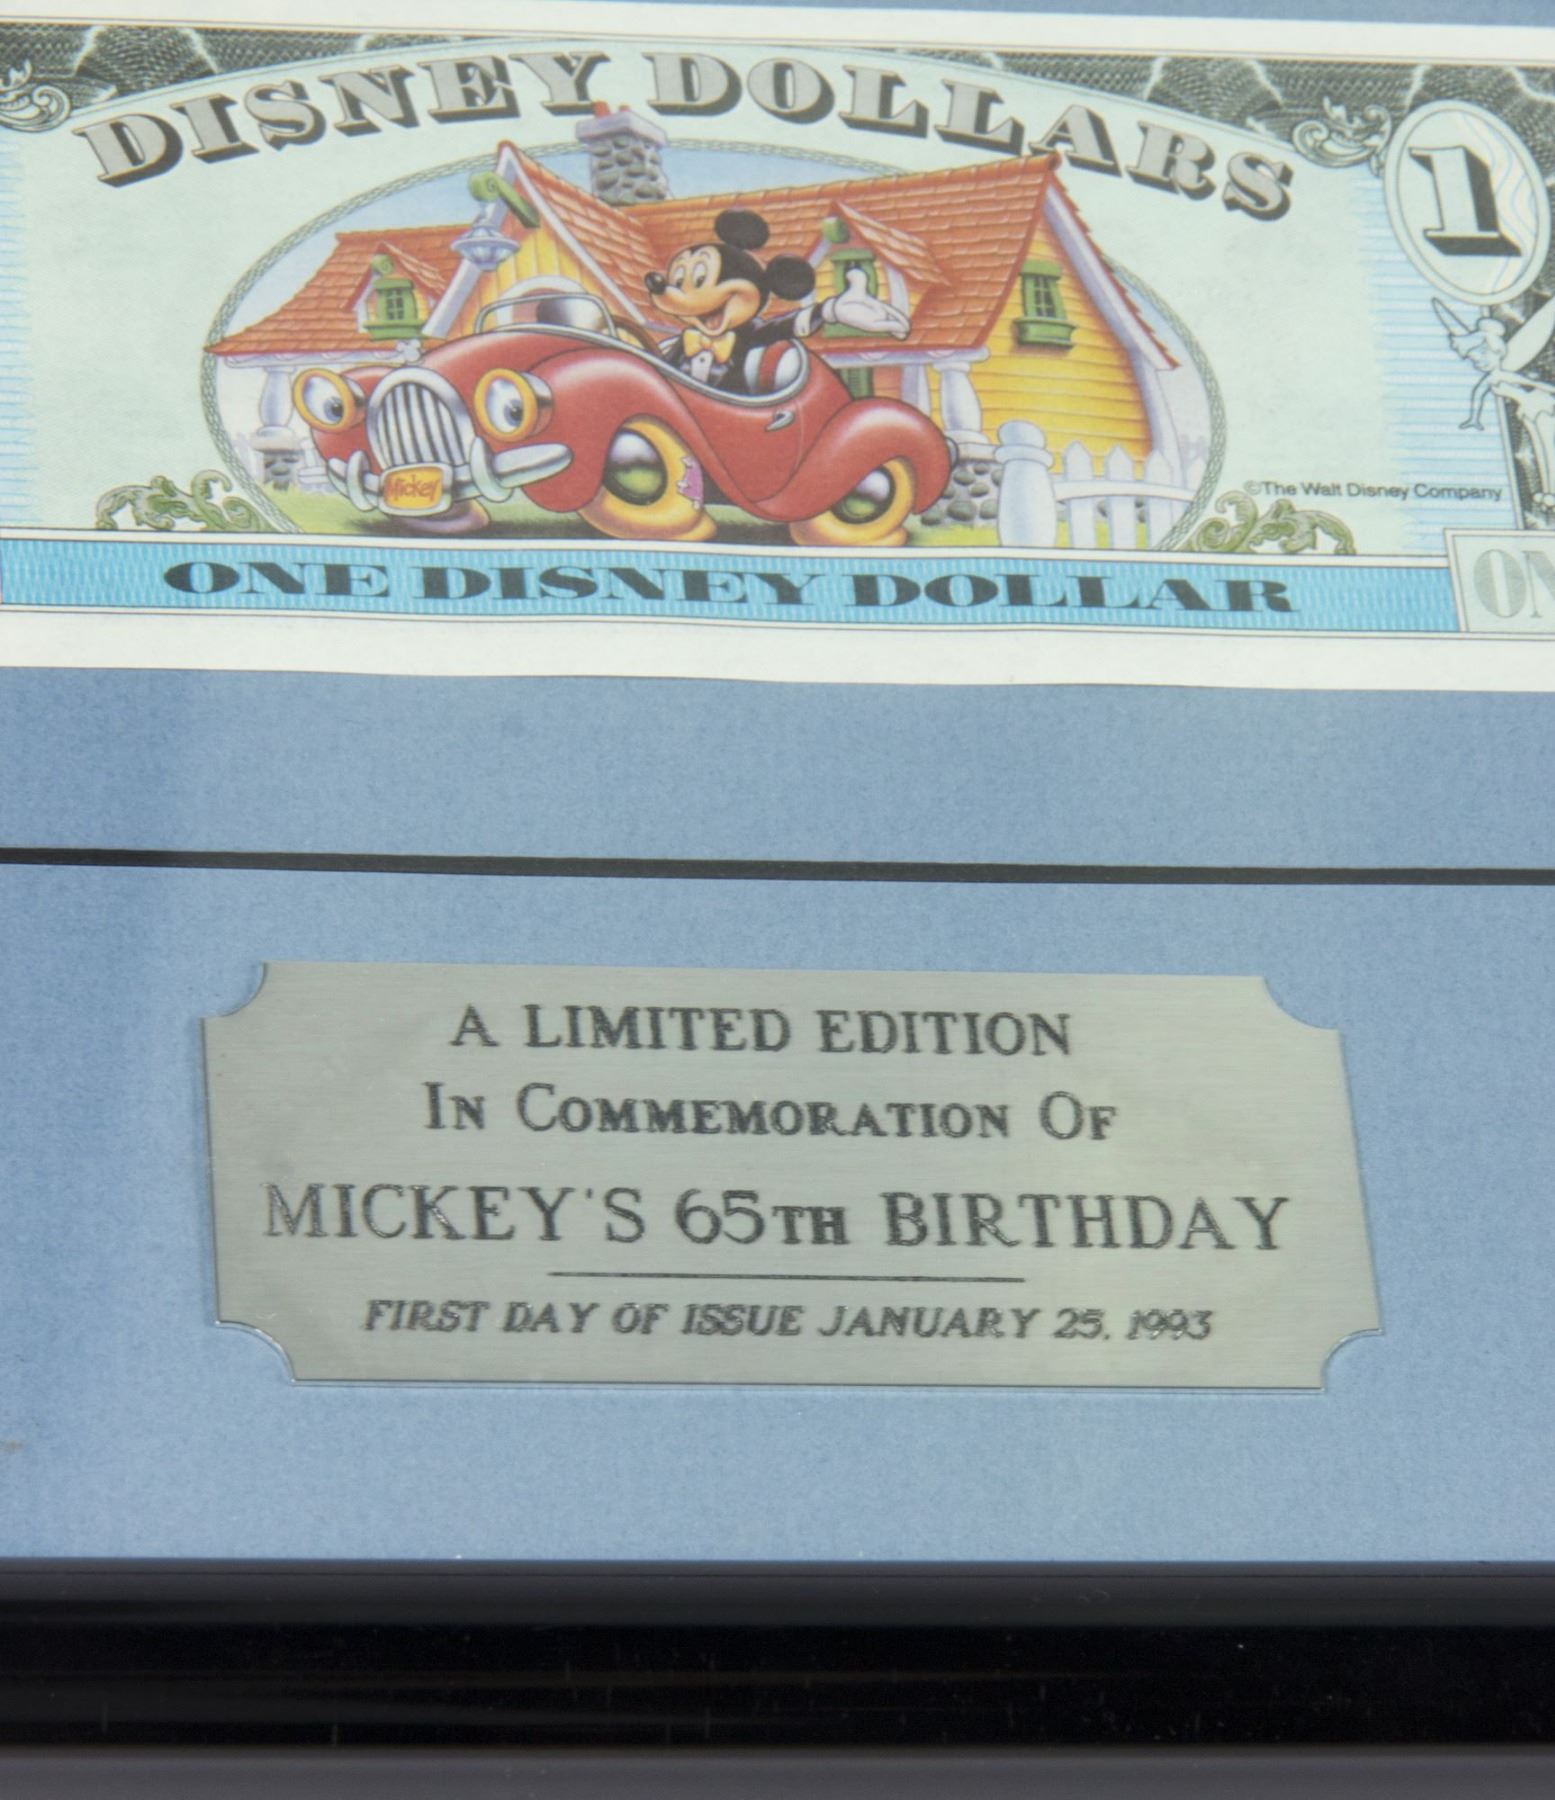 DISNEY DOLLARS
1
Mickey
©The Walt Disney Company
ONE DISNEY DOLLAR
A LIMITED EDITION
IN COMMEMORATION OF
MICKEY'S 65TH BIRTHDAY
FIRST DAY OF ISSUE JANUARY 25, 1993